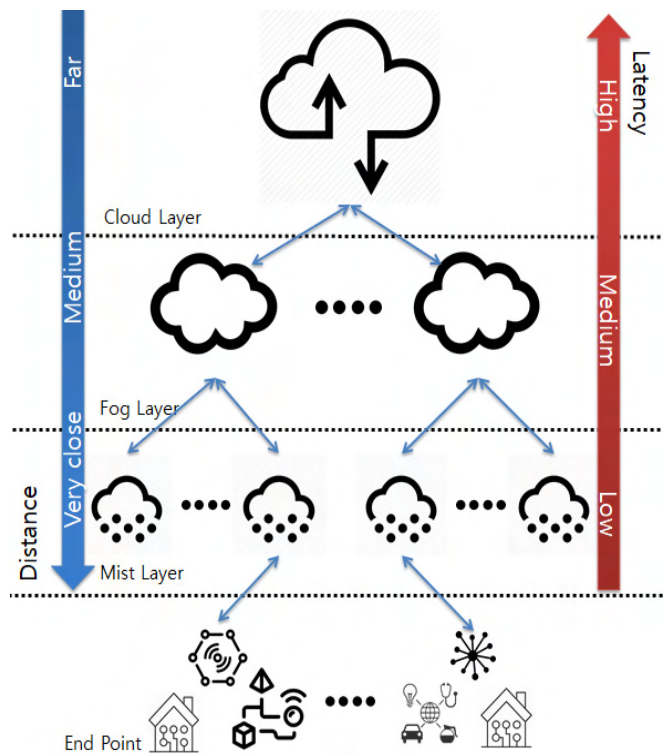 Far
High
Latency
Cloud Layer
Medium
Medium
Fog Layer
Very close
Low
Distance
Mist Layer
End Point